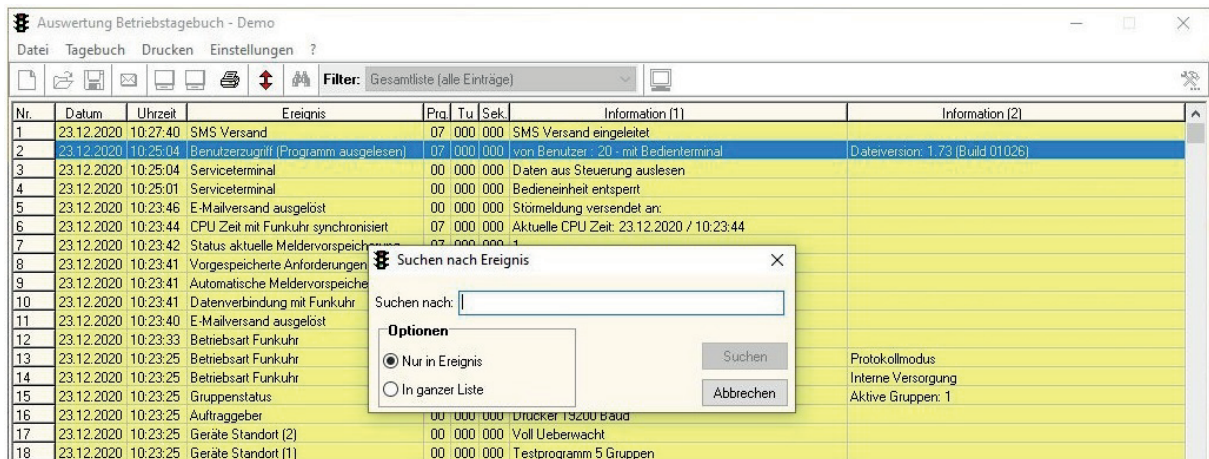 Auswertung Betriebstagebuch - Demo
Datei Tagebuch Drucken Einstellungen ?
Filter: Gesamtliste (alle Einträge)
Nr. Datum Uhrzeit Ereignis Prg. Tu Sek. Information (1) Information (2)
1 23.12.2020 10:27:40 SMS Versand 07 000 000 SMS Versand eingeleitet
2 23.12.2020 10:25:04 Benutzerzugriff (Programm ausgelesen) 07 000 000 von Benutzer : 20 - mit Bedienterminal Dateiversion: 1.73 (Build 01026)
3 23.12.2020 10:25:04 Serviceterminal 00 000 000 Daten aus Steuerung auslesen
4 23.12.2020 10:25:01 Serviceterminal 00 000 000 Bedieneinheit entsperrt
5 23.12.2020 10:23:46 E-Mailversand ausgelöst 00 000 000 Störmeldung versendet an:
6 23.12.2020 10:23:44 CPU Zeit mit Funkuhr synchronisiert 07 000 000 Aktuelle CPU Zeit: 23.12.2020 / 10:23:44
7 23.12.2020 10:23:42 Status aktuelle Meldervorspeicherung 07 000 000 1
8 23.12.2020 10:23:41 Vorgespeicherte Anforderungen
9 23.12.2020 10:23:41 Automatische Meldervorspeiche
10 23.12.2020 10:23:41 Datenverbindung mit Funkuhr
11 23.12.2020 10:23:40 E-Mailversand ausgelöst
12 23.12.2020 10:23:33 Betriebsart Funkuhr
13 23.12.2020 10:23:25 Betriebsart Funkuhr Protokollmodus
14 23.12.2020 10:23:25 Betriebsart Funkuhr Interne Versorgung
15 23.12.2020 10:23:25 Gruppenstatus Aktive Gruppen: 1
16 23.12.2020 10:23:25 Auftraggeber 00 000 000 Drucker 19200 Baud
17 23.12.2020 10:23:25 Geräte Standort (2) 00 000 000 Voll Ueberwacht
18 23.12.2020 10:23:25 Geräte Standort (1) 00 000 000 Testprogramm 5 Gruppen
Suchen nach Ereignis
Suchen nach:
Optionen
Nur in Ereignis
In ganzer Liste
Suchen
Abbrechen